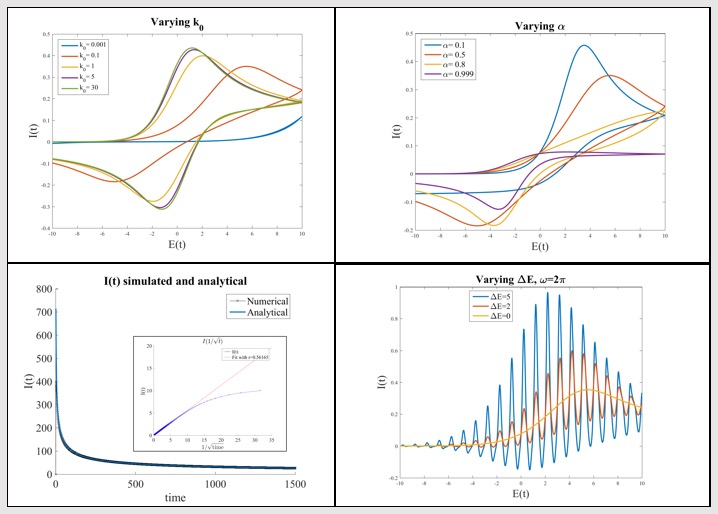 Varying k0
0.5
0.4
0.3
0.2
0.1
0
-0.1
-0.2
-0.3
-0.4
I(t)
k0= 0.001
k0= 0.1
k0= 1
k0= 5
k0= 30
-10 -8 -6 -4 -2 0 2 4 6 8 10
E(t)
Varying α
0.5
0.4
0.3
0.2
0.1
0
-0.1
-0.2
I(t)
α= 0.1
α= 0.5
α= 0.8
α= 0.999
-10 -8 -6 -4 -2 0 2 4 6 8 10
E(t)
I(t) simulated and analytical
800
700
600
500
400
300
200
100
0
I(t)
Numerical
Analytical
I(1/√t)
20
15
10
5
0
I(t)
I(t)
Fit with s=0.56165
0 5 10 15 20 25 30 35
1/√time
0 500 1000 1500
time
Varying ΔE, ω=2π
1
0.8
0.6
0.4
0.2
0
-0.2
I(t)
ΔE=5
ΔE=2
ΔE=0
-10 -8 -6 -4 -2 0 2 4 6 8 10
E(t)